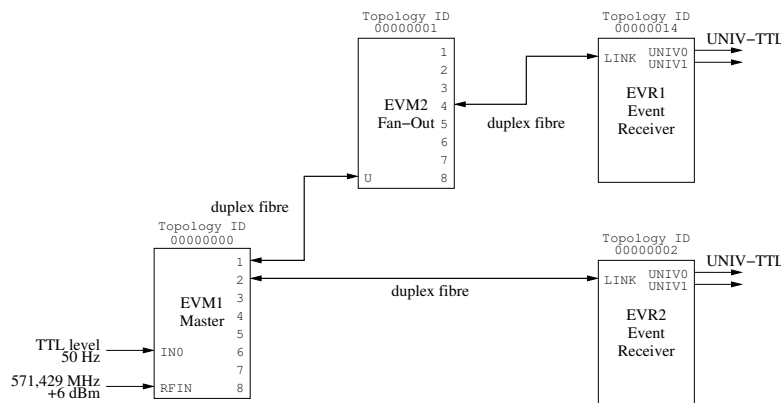 Topology ID
00000001
1
2
3
4
5
6
7
8
U
EVM2
Fan−Out
Topology ID
00000014
LINK
UNIV0
UNIV1
UNIV−TTL
EVR1
Event
Receiver
duplex fibre
duplex fibre
Topology ID
00000000
1
2
3
4
5
6
7
8
EVM1
Master
IN0
RFIN
TTL level
50 Hz
571,429 MHz
+6 dBm
duplex fibre
Topology ID
00000002
LINK
UNIV0
UNIV1
UNIV−TTL
EVR2
Event
Receiver